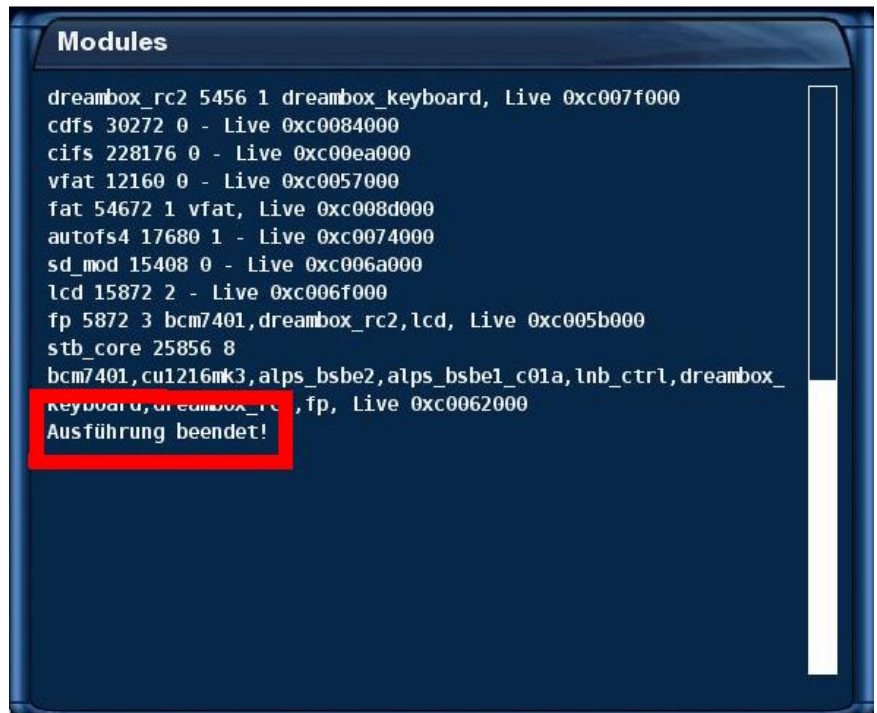 Modules
dreambox_rc2 5456 1 dreambox_keyboard, Live 0xc007f000
cdfs 30272 0 - Live 0xc0084000
cifs 228176 0 - Live 0xc00ea000
vfat 12160 0 - Live 0xc0057000
fat 54672 1 vfat, Live 0xc008d000
autofs4 17680 1 - Live 0xc0074000
sd_mod 15408 0 - Live 0xc006a000
lcd 15872 2 - Live 0xc006f000
fp 5872 3 bcm7401,dreambox_rc2,lcd, Live 0xc005b000
stb_core 25856 8
bcm7401,cu1216mk3,alps_bsbe2,alps_bsbe1_c01a,lnb_ctrl,dreambox_
keyboard,dreambox_rc2,fp, Live 0xc0062000
Ausführung beendet!